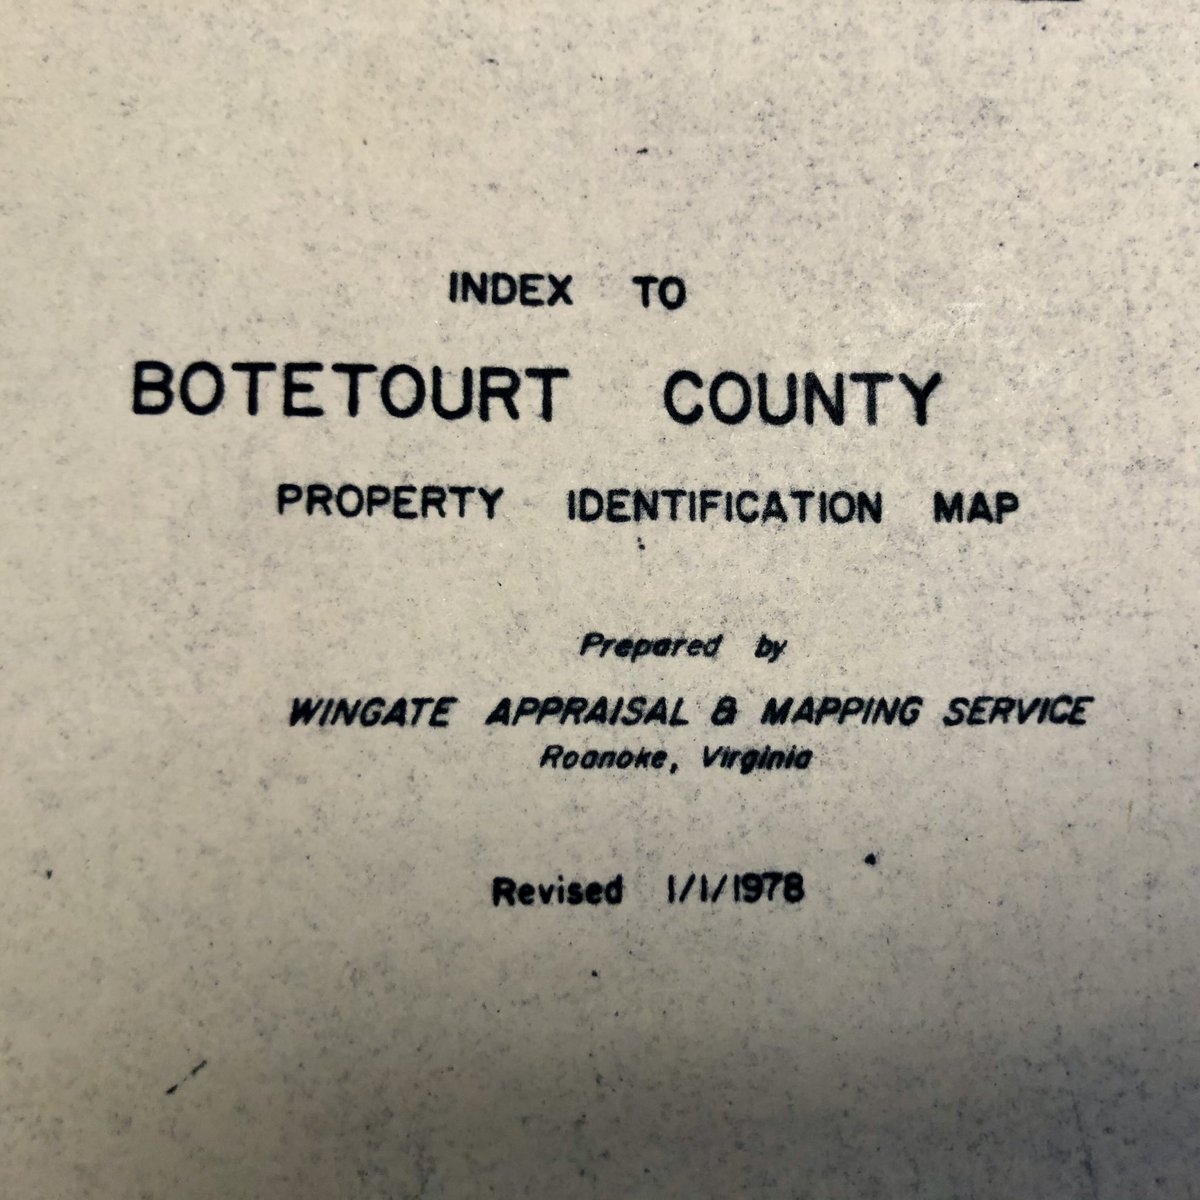 INDEX TO
BOTETOURT COUNTY
PROPERTY IDENTIFICATION MAP
Prepared by
WINGATE APPRAISAL & MAPPING SERVICE
Roanoke, Virginia
Revised 1/1/1978